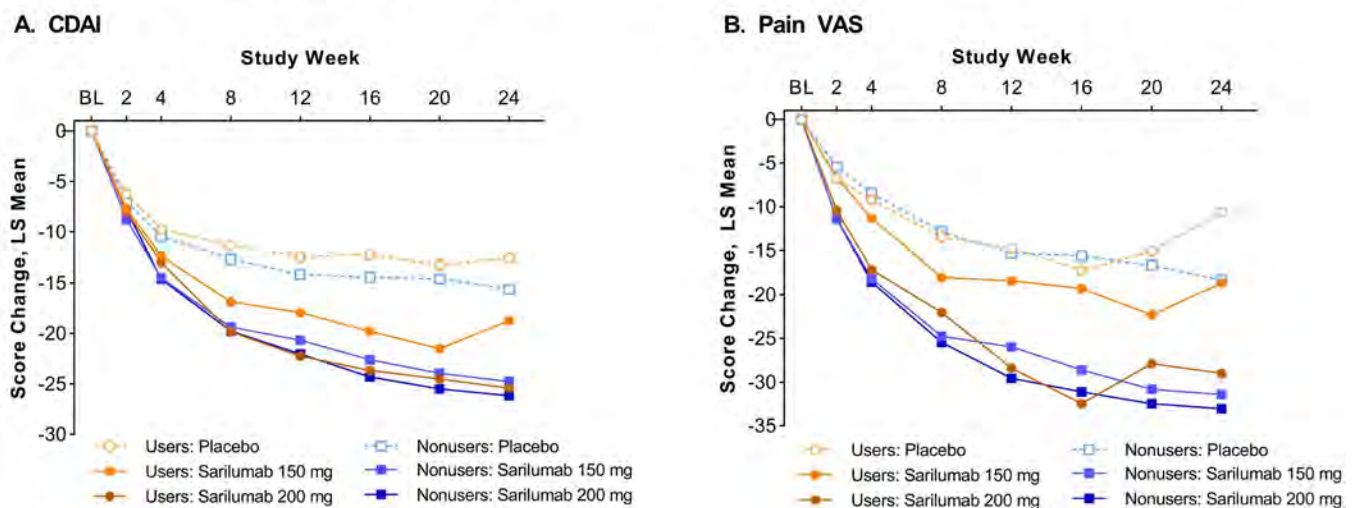 A. CDAI
Study Week
BL 2 4 8 12 16 20 24
Score Change, LS Mean
0
-5
-10
-15
-20
-25
-30
Users: Placebo
Users: Sarilumab 150 mg
Users: Sarilumab 200 mg
Nonusers: Placebo
Nonusers: Sarilumab 150 mg
Nonusers: Sarilumab 200 mg
B. Pain VAS
Study Week
BL 2 4 8 12 16 20 24
Score Change, LS Mean
0
-5
-10
-15
-20
-25
-30
-35
Users: Placebo
Users: Sarilumab 150 mg
Users: Sarilumab 200 mg
Nonusers: Placebo
Nonusers: Sarilumab 150 mg
Nonusers: Sarilumab 200 mg